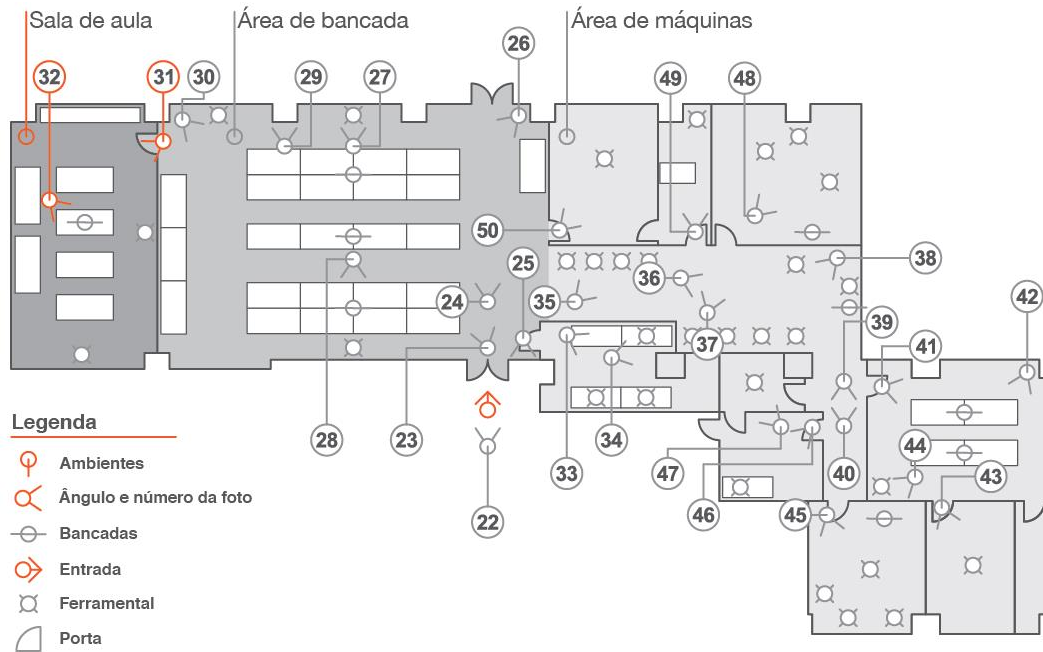 Sala de aula
Área de bancada
Área de máquinas
26
32
31
30
29
27
49
48
50
25
38
36
28
24
35
42
39
37
41
23
34
33
44
47
40
43
46
45
22
Legenda
Ambientes
Ângulo e número da foto
Bancadas
Entrada
Ferramental
Porta